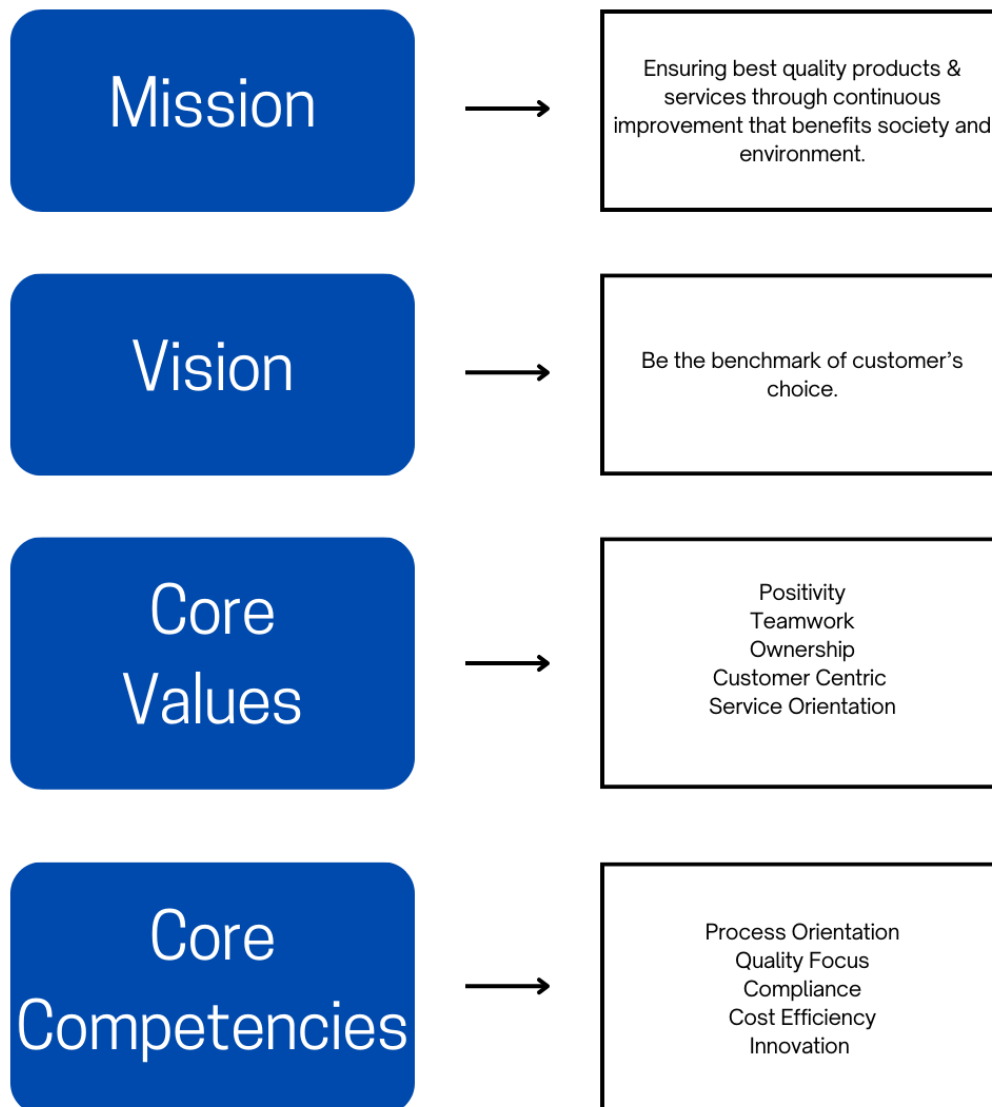 Mission
Ensuring best quality products &
services through continuous
improvement that benefits society and
environment.
Vision
Be the benchmark of customer’s
choice.
Core
Values
Positivity
Teamwork
Ownership
Customer Centric
Service Orientation
Core
Competencies
Process Orientation
Quality Focus
Compliance
Cost Efficiency
Innovation